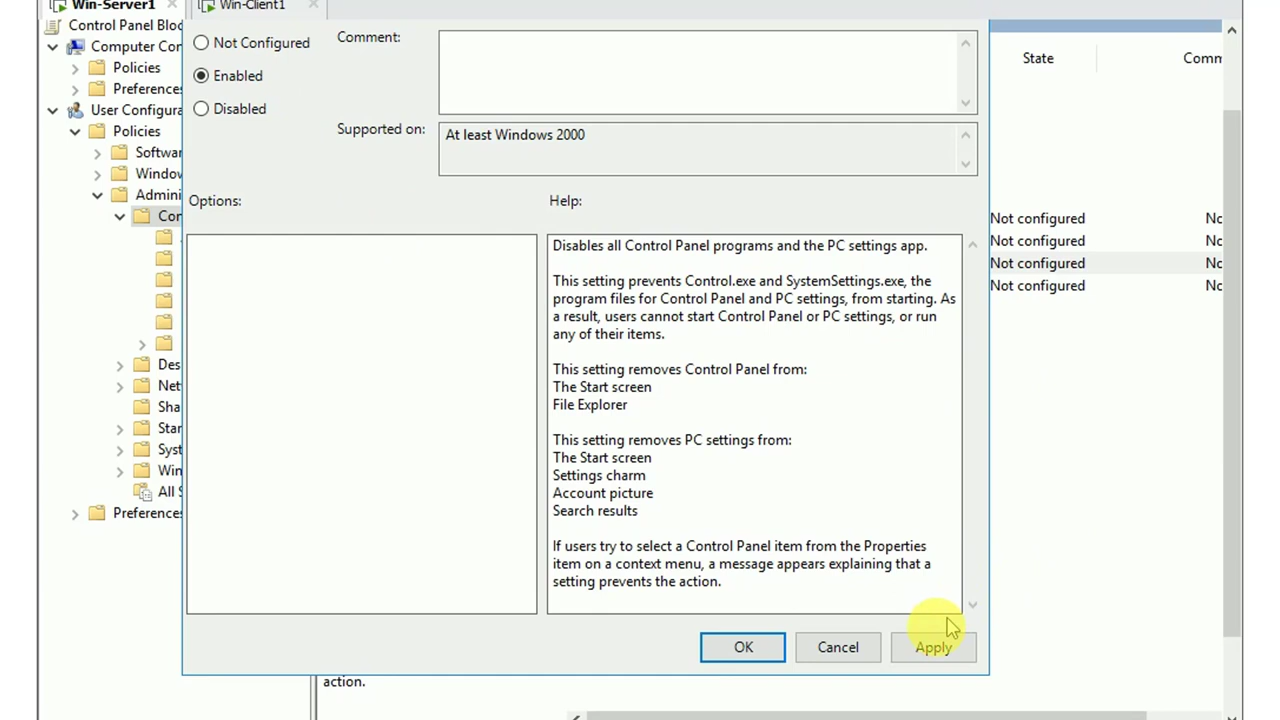 Win-Server1
Win-Client1
Control Panel Bloc
Computer Con
Policies
Preferences
User Configura
Policies
Softwar
Window
Admini
Con
Des
Net
Sha
Star
Syst
Win
All S
Preferences
Not Configured
Enabled
Disabled
Comment:
Supported on:
At least Windows 2000
Options:
Help:
Disables all Control Panel programs and the PC settings app.
This setting prevents Control.exe and SystemSettings.exe, the
program files for Control Panel and PC settings, from starting. As
a result, users cannot start Control Panel or PC settings, or run
any of their items.
This setting removes Control Panel from:
The Start screen
File Explorer
This setting removes PC settings from:
The Start screen
Settings charm
Account picture
Search results
If users try to select a Control Panel item from the Properties
item on a context menu, a message appears explaining that a
setting prevents the action.
OK
Cancel
Apply
State
Comm
Not configured
Nc
Not configured
Nc
Not configured
Nc
Not configured
Nc
action.